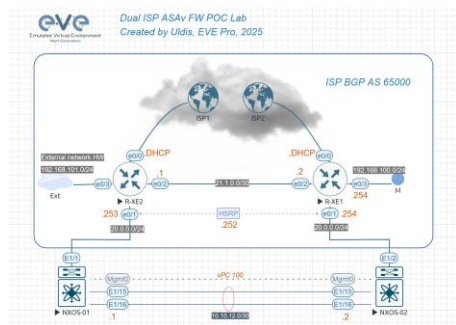 eve
Emulated Virtual Environment
Next Generation
Dual ISP ASAv FW POC Lab
Created by Uldis, EVE Pro, 2025
ISP BGP AS 65000
ISP1
ISP2
External network HW
192.168.101.0/24
e0/0
.DHCP
.DHCP
e0/0
192.168.100.0/24
Ext
e0/3
.1
e0/2
21.1.0.0/30
.2
e0/2
e0/3
.254
M
R-XE2
R-XE1
.253
e0/1
HSRP
e0/1
.254
20.0.0.0/24
.252
20.0.0.0/24
E1/1
E1/2
Mgmt0
vPC 100
Mgmt0
E1/15
E1/15
NXOS-01
E1/16
E1/16
NXOS-02
.1
10.10.12.0/30
.2